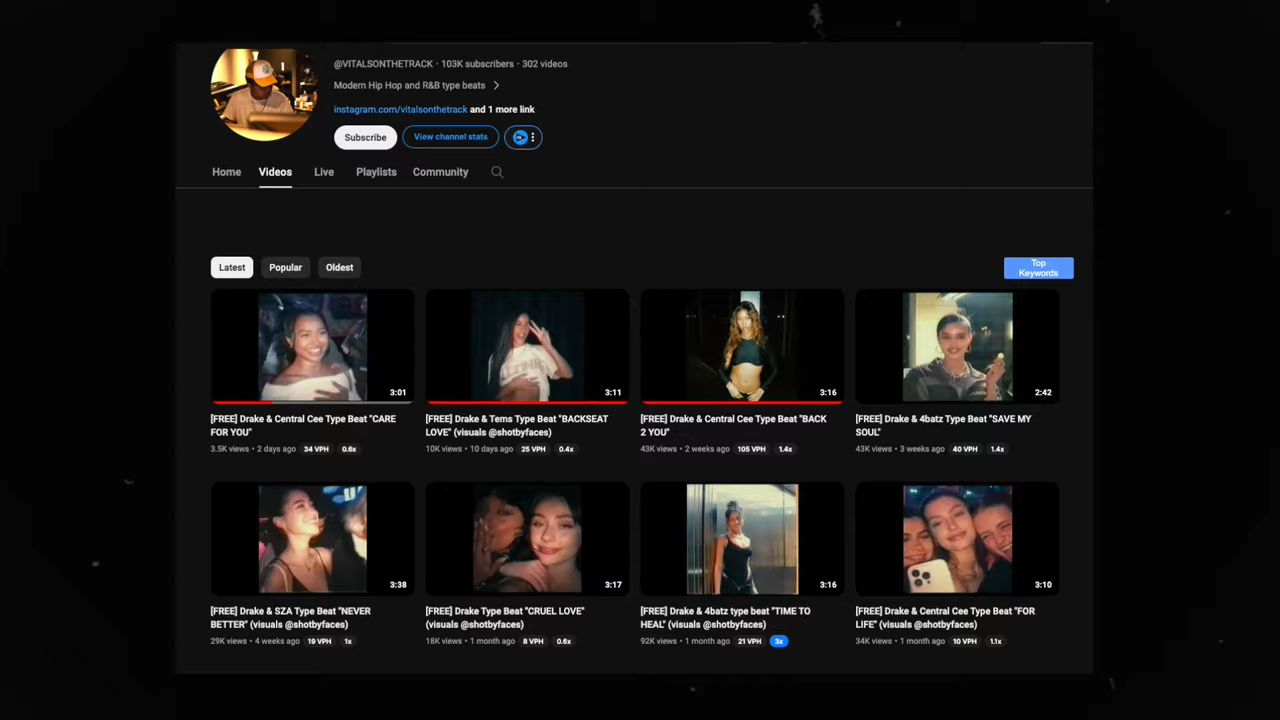 @VITALSONTHETRACK · 103K subscribers · 302 videos
Modern Hip Hop and R&B type beats
instagram.com/vitalsonthetrack and 1 more link
Subscribe
View channel stats
Home
Videos
Live
Playlists
Community
Latest
Popular
Oldest
Top
Keywords
3:01
3:11
3:16
2:42
[FREE] Drake & Central Cee Type Beat "CARE
FOR YOU"
3.5K views · 2 days ago 34 VPH 0.6x
[FREE] Drake & Tems Type Beat "BACKSEAT
LOVE" (visuals @shotbyfaces)
10K views · 10 days ago 25 VPH 0.4x
[FREE] Drake & Central Cee Type Beat "BACK
2 YOU"
43K views · 2 weeks ago 105 VPH 1.4x
[FREE] Drake & 4batz Type Beat "SAVE MY
SOUL"
43K views · 3 weeks ago 40 VPH 1.4x
3:38
3:17
3:16
3:10
[FREE] Drake & SZA Type Beat "NEVER
BETTER" (visuals @shotbyfaces)
29K views · 4 weeks ago 19 VPH 1x
[FREE] Drake Type Beat "CRUEL LOVE"
(visuals @shotbyfaces)
18K views · 1 month ago 8 VPH 0.6x
[FREE] Drake & 4batz type beat "TIME TO
HEAL" (visuals @shotbyfaces)
92K views · 1 month ago 21 VPH 3x
[FREE] Drake & Central Cee Type Beat "FOR
LIFE" (visuals @shotbyfaces)
34K views · 1 month ago 10 VPH 1.1x